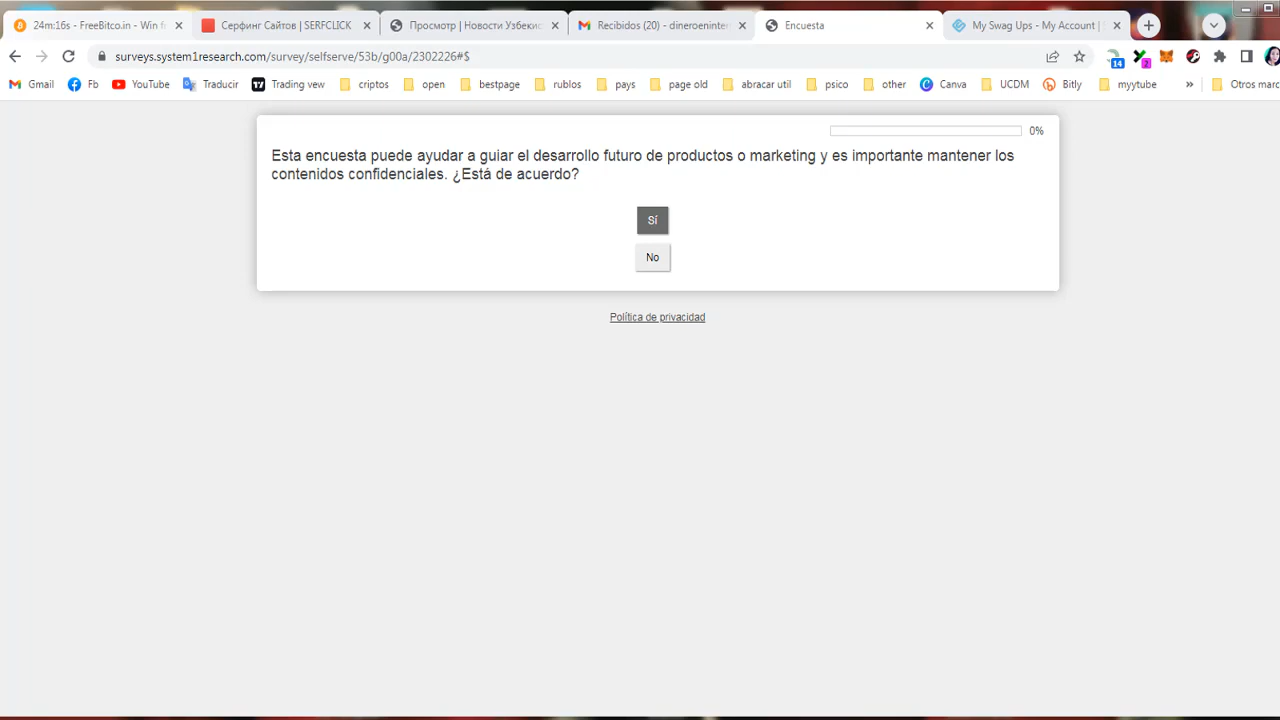 24m:16s - FreeBitco.in - Win f
Серфинг Сайтов | SERFCLICK
Просмотр | Новости Узбекис
Recibidos (20) - dineroeninter
Encuesta
My Swag Ups - My Account |
surveys.system1research.com/survey/selfserve/53b/g00a/2302226#5
14
2
Gmail
Fb
YouTube
Traducir
Trading vew
criptos
open
bestpage
rublos
pays
page old
abracar util
psico
other
Canva
UCDM
Bitly
myytube
»
Otros marc
0%
Esta encuesta puede ayudar a guiar el desarrollo futuro de productos o marketing y es importante mantener los
contenidos confidenciales. ¿Está de acuerdo?
Sí
No
Política de privacidad